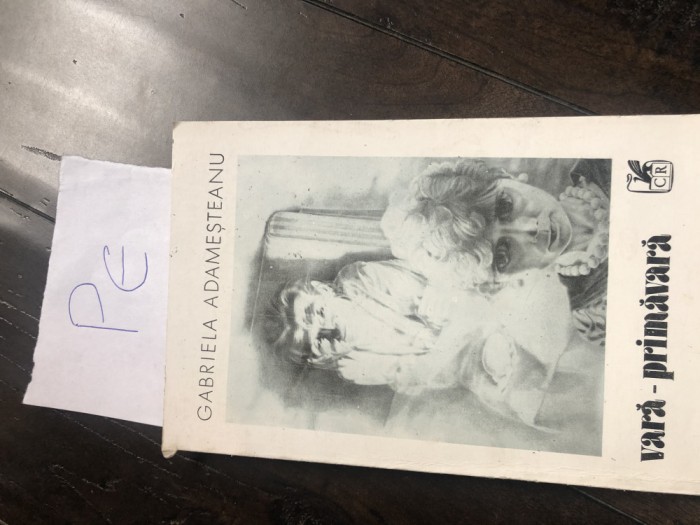 PE
GABRIELA ADAMEȘTEANU
CR
vară - primăvară